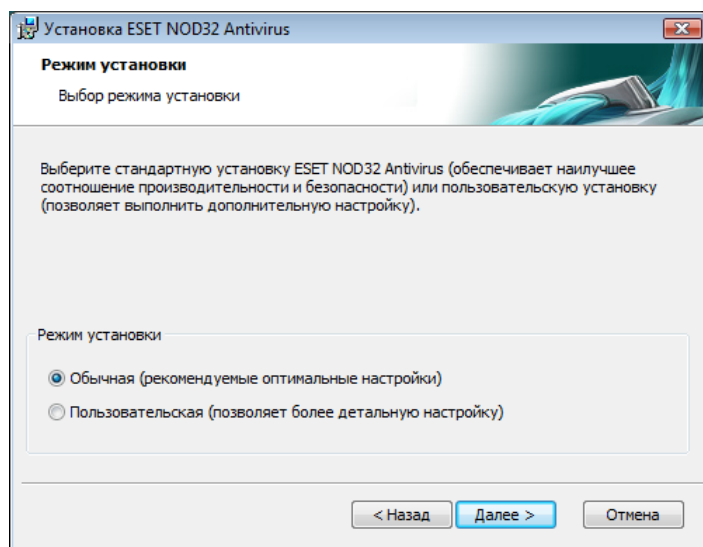 Установка ESET NOD32 Antivirus
Режим установки
Выбор режима установки
Выберите стандартную установку ESET NOD32 Antivirus (обеспечивает наилучшее
соотношение производительности и безопасности) или пользовательскую установку
(позволяет выполнить дополнительную настройку).
Режим установки
Обычная (рекомендуемые оптимальные настройки)
Пользовательская (позволяет более детальную настройку)
< Назад Далее > Отмена